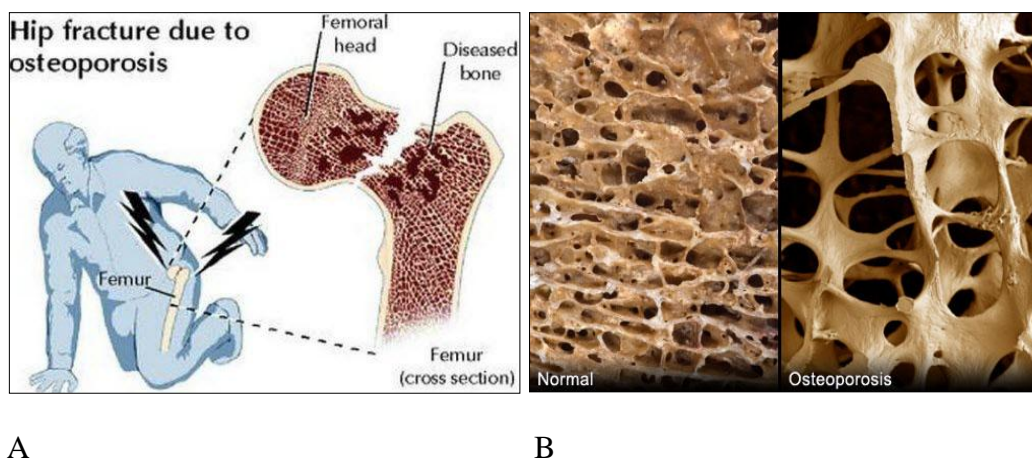 Hip fracture due to
osteoporosis
Femoral
head
Diseased
bone
Femur
Femur
(cross section)
Normal
Osteoporosis
A
B